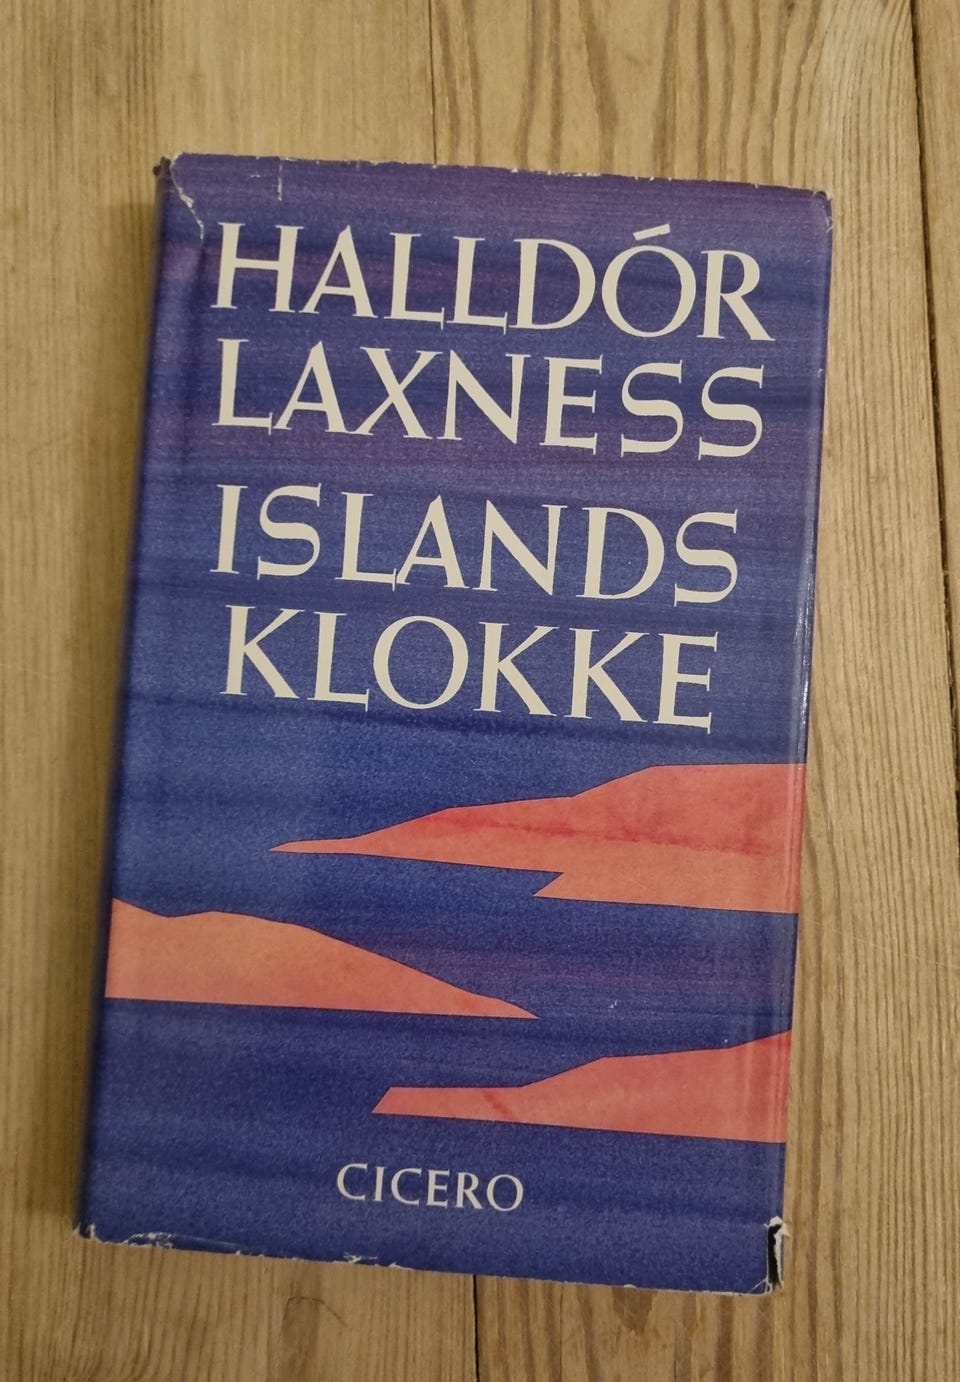 HALLDÓR
LAXNESS
ISLANDS
KLOKKE
CICERO